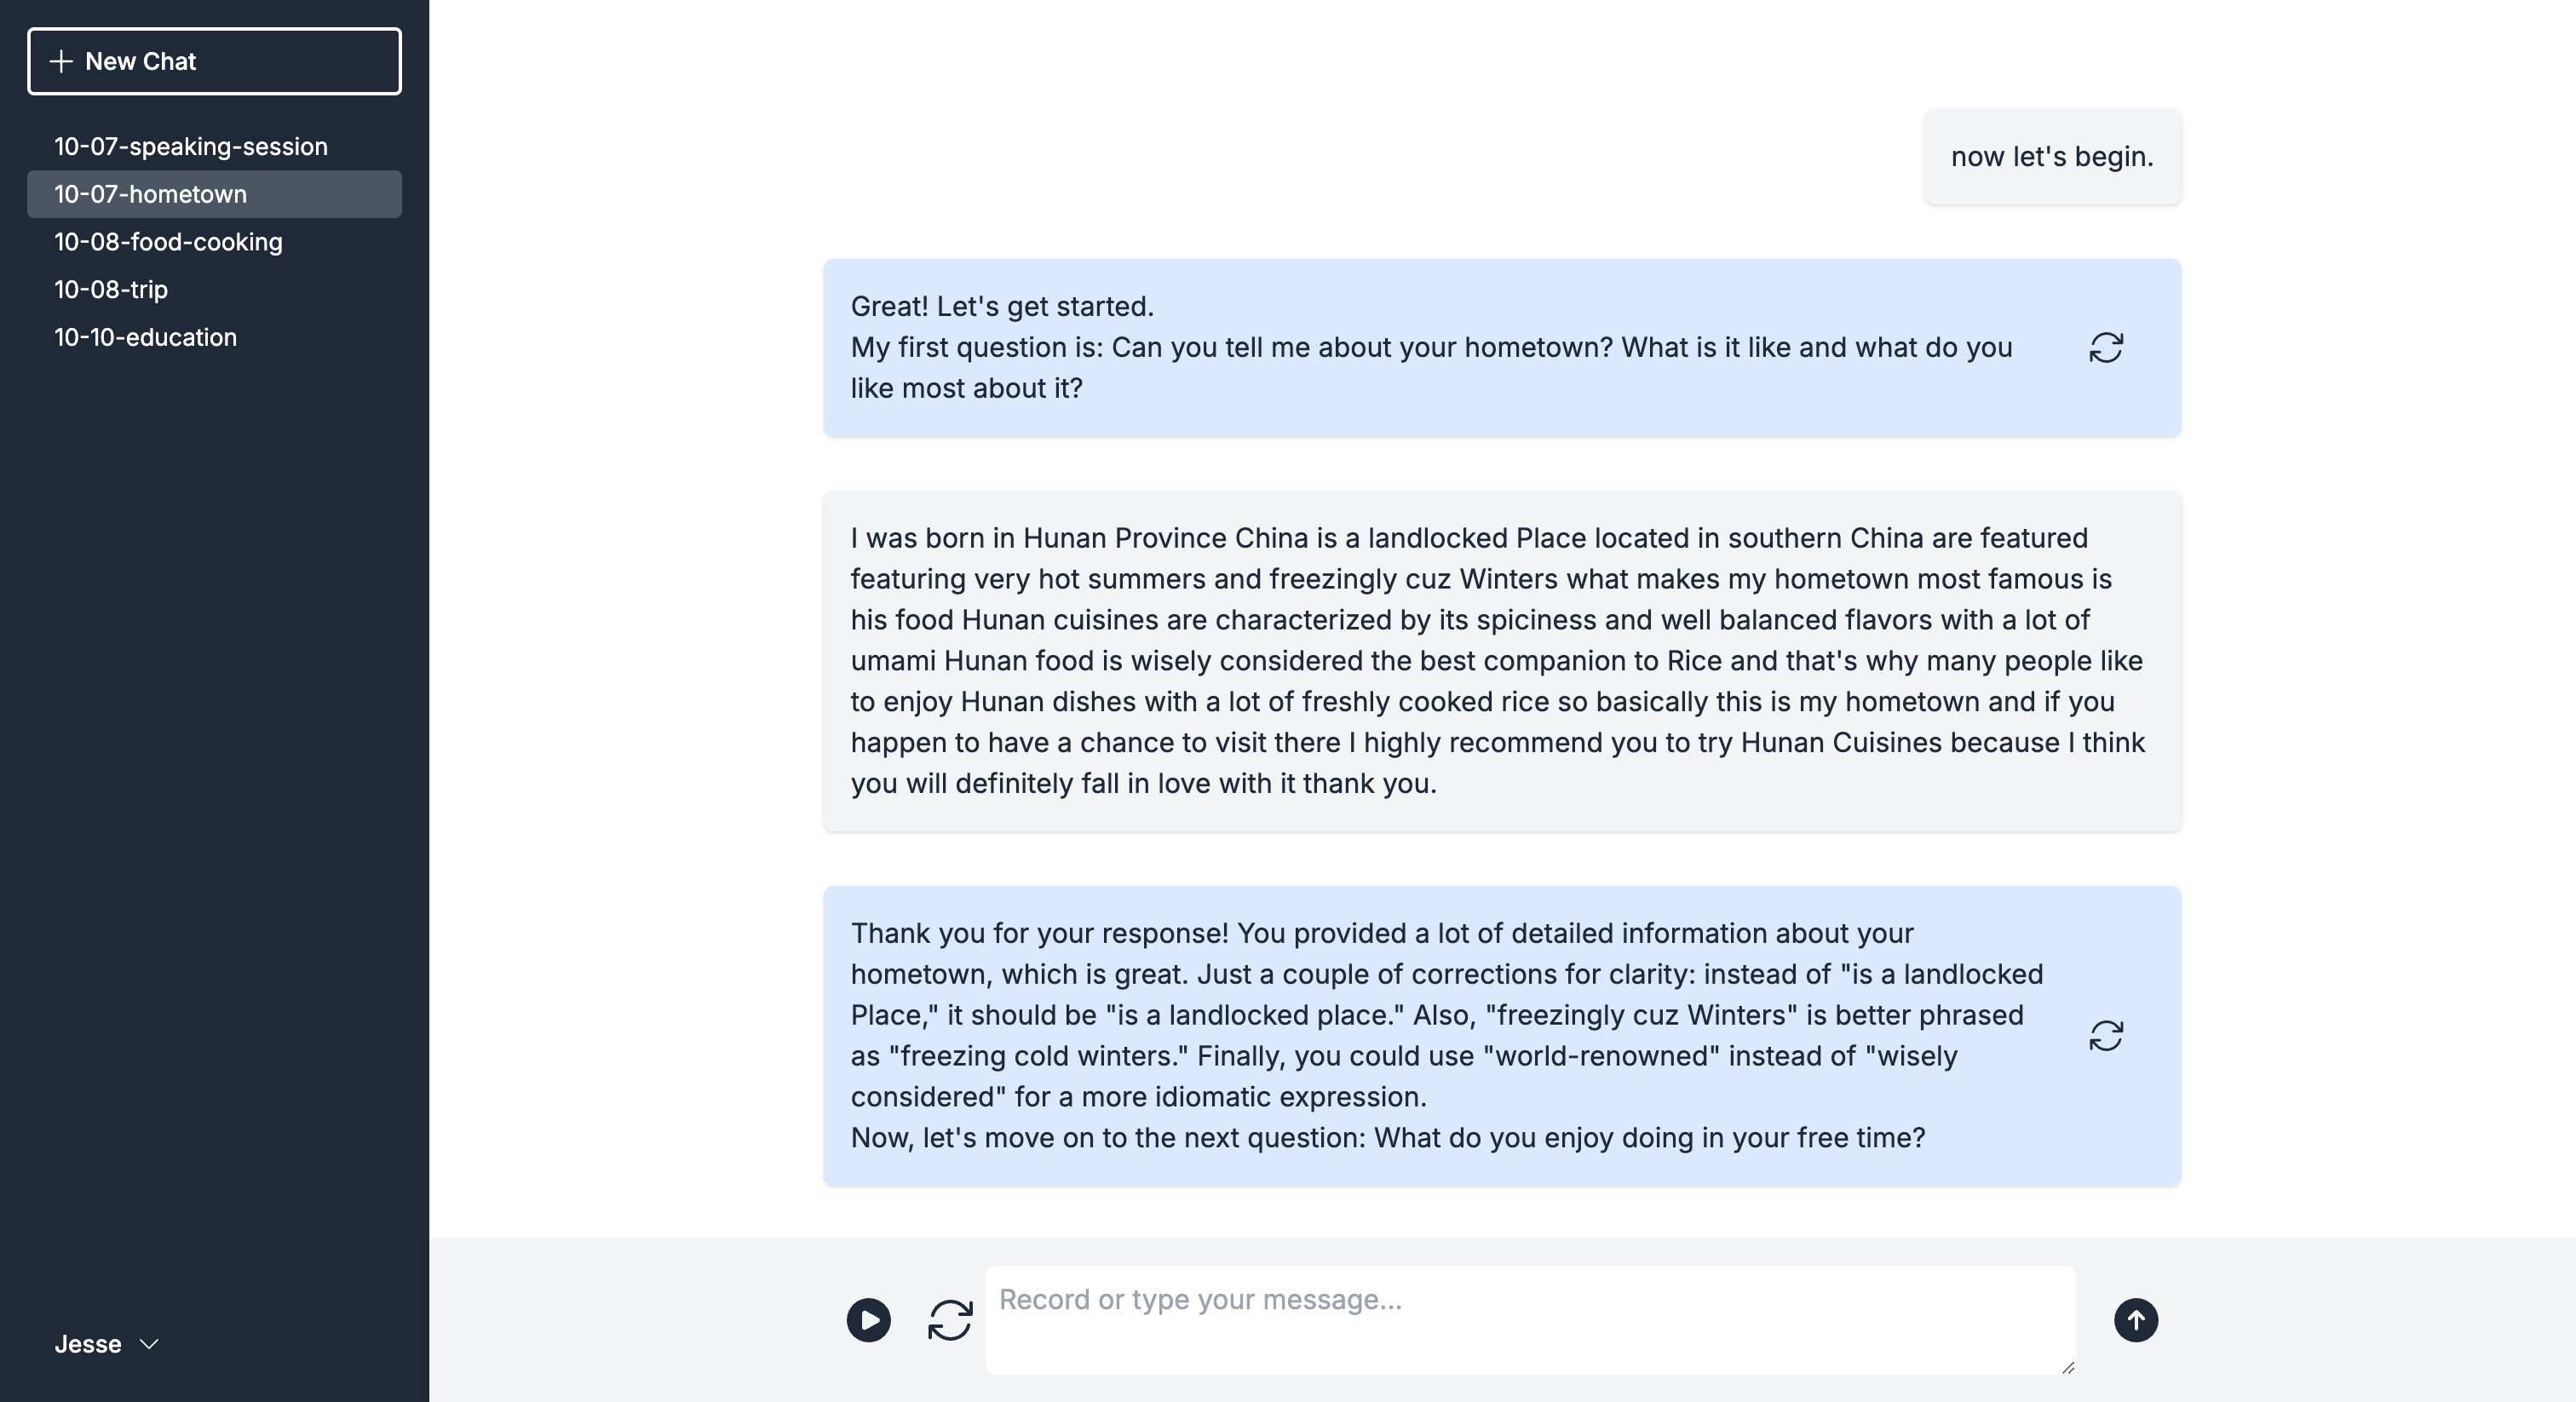 New Chat
10-07-speaking-session
10-07-hometown
10-08-food-cooking
10-08-trip
10-10-education
Jesse
now let's begin.
Great! Let's get started.
My first question is: Can you tell me about your hometown? What is it like and what do you
like most about it?
I was born in Hunan Province China is a landlocked Place located in southern China are featured
featuring very hot summers and freezingly cuz Winters what makes my hometown most famous is
his food Hunan cuisines are characterized by its spiciness and well balanced flavors with a lot of
umami Hunan food is wisely considered the best companion to Rice and that's why many people like
to enjoy Hunan dishes with a lot of freshly cooked rice so basically this is my hometown and if you
happen to have a chance to visit there I highly recommend you to try Hunan Cuisines because I think
you will definitely fall in love with it thank you.
Thank you for your response! You provided a lot of detailed information about your
hometown, which is great. Just a couple of corrections for clarity: instead of "is a landlocked
Place," it should be "is a landlocked place." Also, "freezingly cuz Winters" is better phrased
as "freezing cold winters." Finally, you could use "world-renowned" instead of "wisely
considered" for a more idiomatic expression.
Now, let's move on to the next question: What do you enjoy doing in your free time?
Record or type your message...